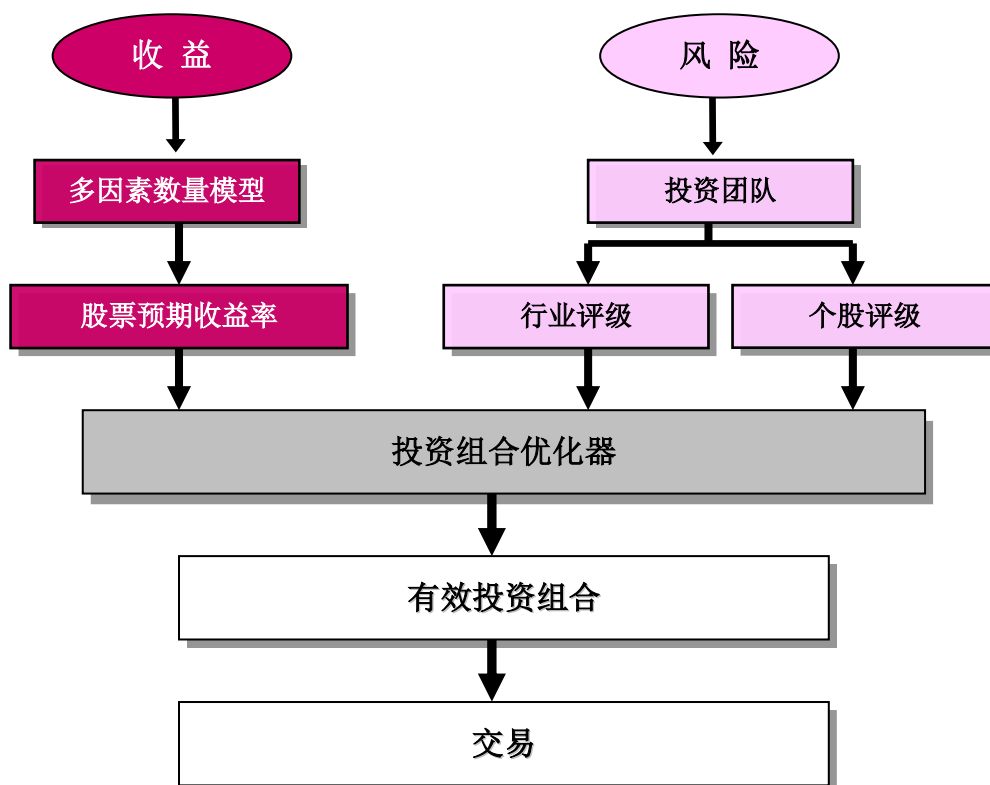 收 益
风 险
多因素数量模型
投资团队
股票预期收益率
行业评级
个股评级
投资组合优化器
有效投资组合
交易